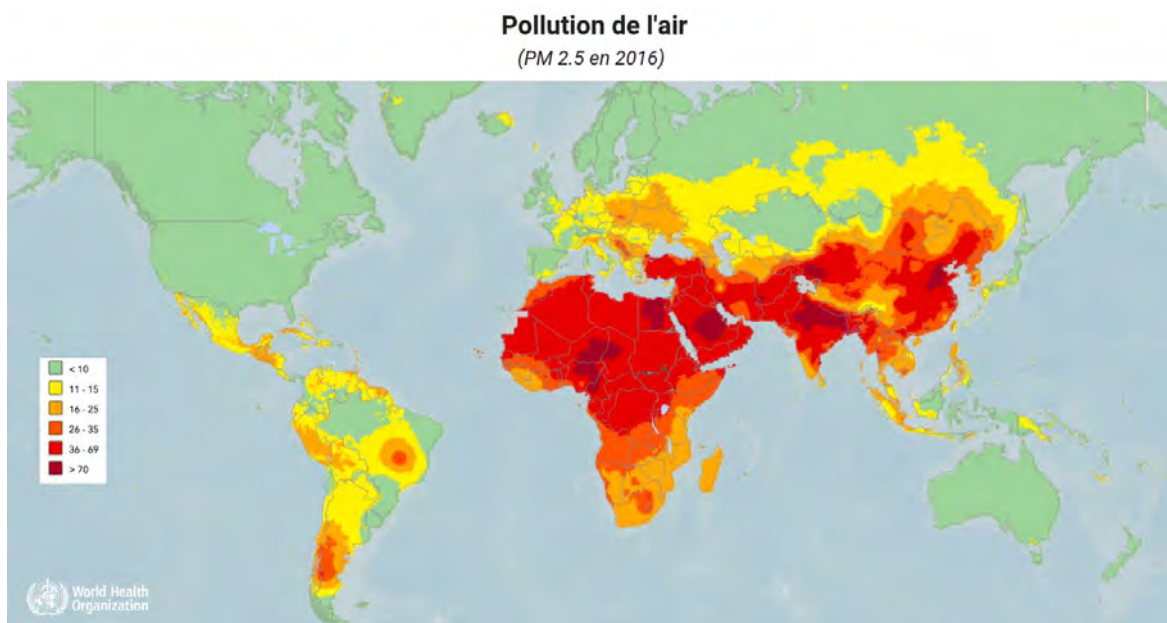 Pollution de l'air
(PM 2.5 en 2016)
< 10
11 - 15
16 - 25
26 - 35
36 - 69
> 70
World Health
Organization